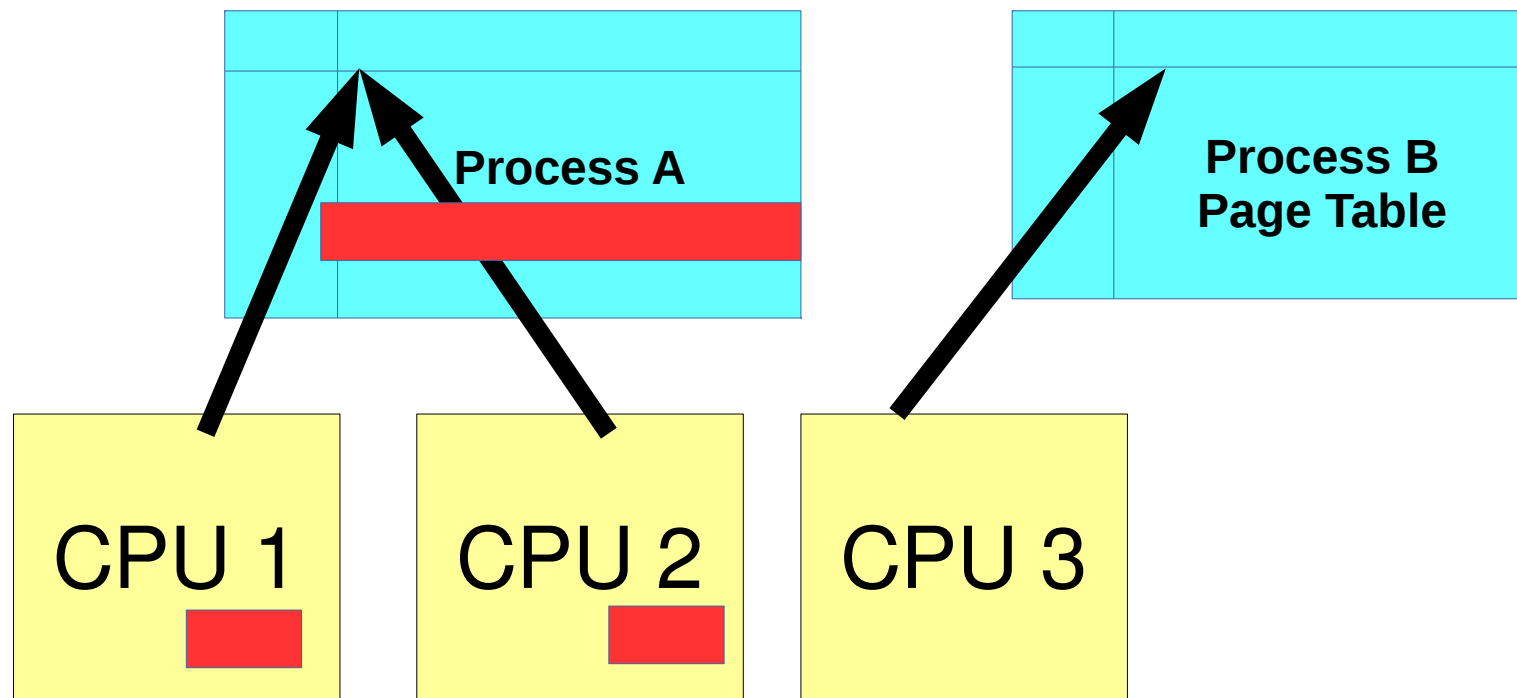 Process A
Process B
Page Table
CPU 1
CPU 2
CPU 3